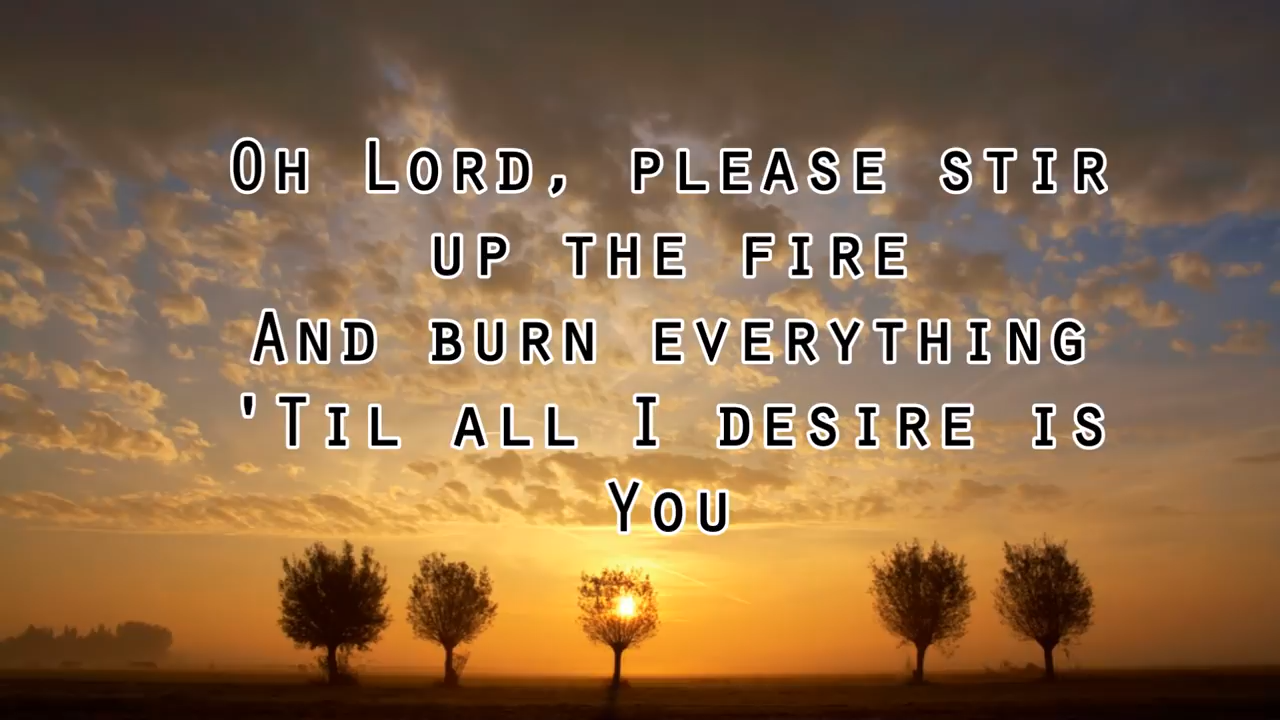 Oh Lord, please stir
up the fire
And burn everything
'Til all I desire is
You